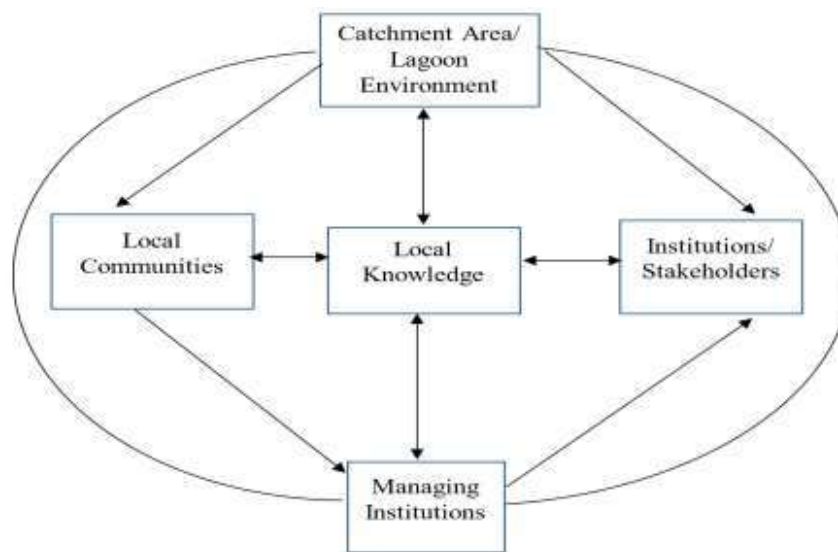 Catchment Area/
Lagoon
Environment
Local
Communities
Local
Knowledge
Institutions/
Stakeholders
Managing
Institutions